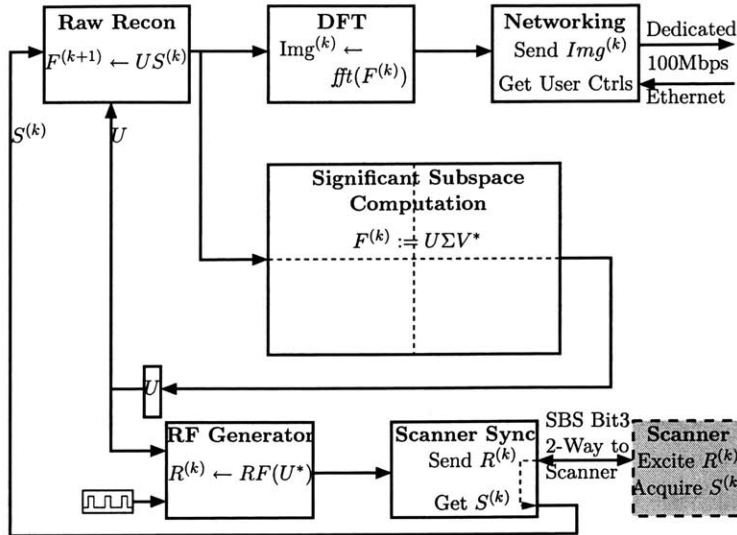 Raw Recon
F^{(k+1)} ← US^{(k)}
DFT
Img^{(k)} ←
fft(F^{(k)})
Networking
Send Img^{(k)}
Get User Ctrls
Dedicated
100Mbps
Ethernet
S^{(k)}
U
Significant Subspace
Computation
F^{(k)} := UΣV*
U
RF Generator
R^{(k)} ← RF(U*)
Scanner Sync
Send R^{(k)}
Get S^{(k)}
SBS Bit3
2-Way to
Scanner
Scanner
Excite R^{(k)}
Acquire S^{(k)}